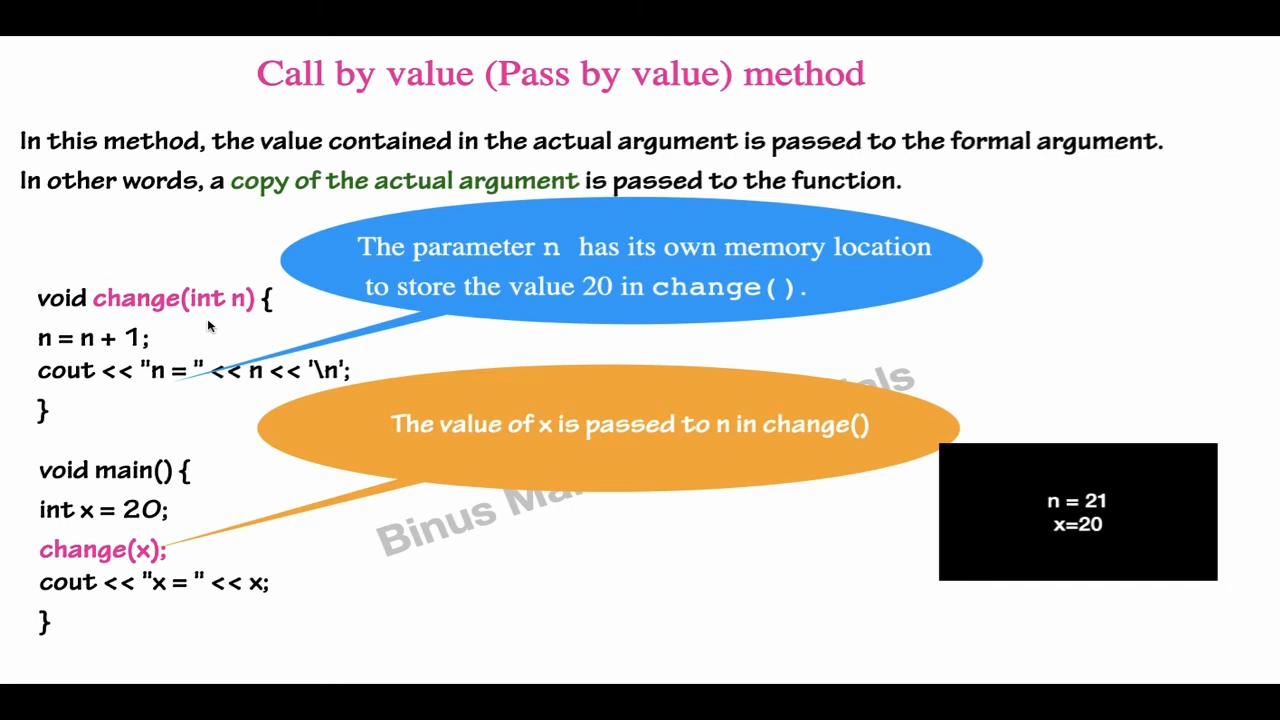 Call by value (Pass by value) method
In this method, the value contained in the actual argument is passed to the formal argument.
In other words, a copy of the actual argument is passed to the function.
The parameter n has its own memory location
to store the value 20 in change().
void change(int n) {
n = n + 1;
cout << "n = " << n << '\n';
}
The value of x is passed to n in change()
void main() {
int x = 20;
change(x);
cout << "x = " << x;
}
n = 21
x=20
Binus